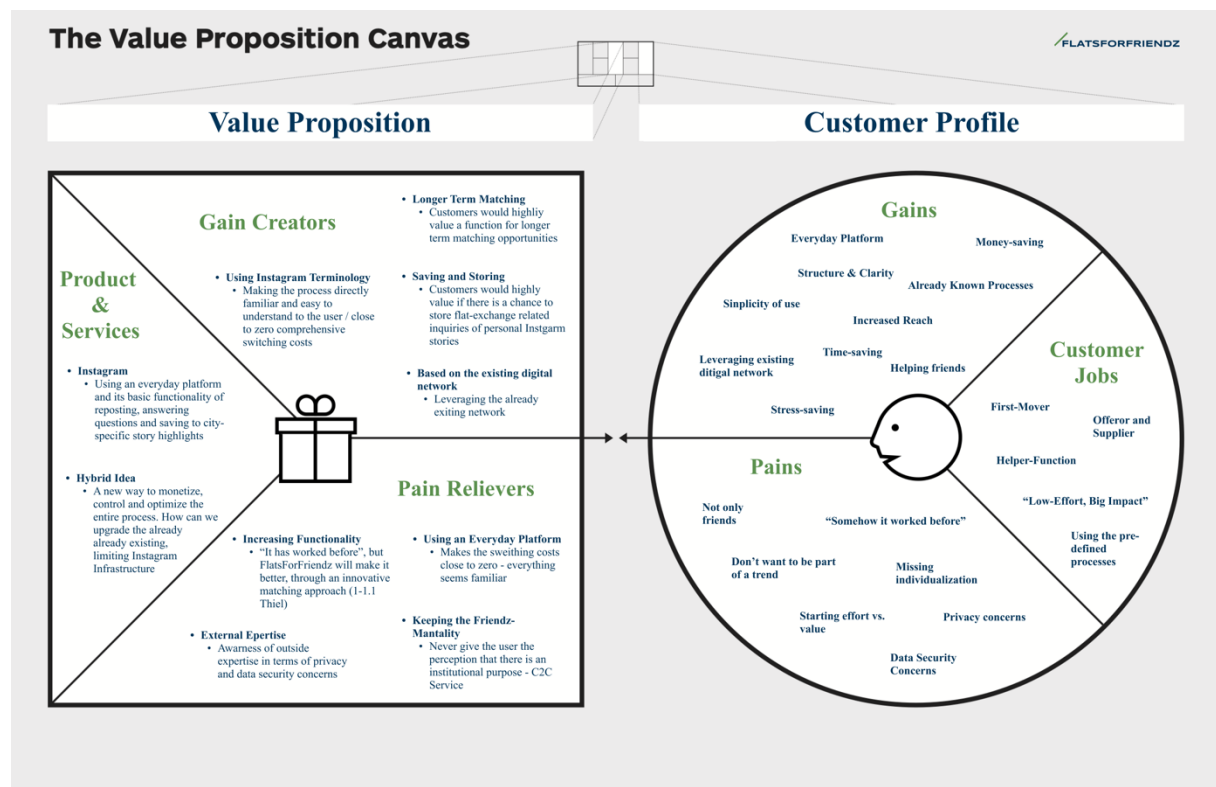 The Value Proposition Canvas
FLATSFORFRIENDZ
Value Proposition
Customer Profile
Product
&
Services
• Instagram
• Using an everyday platform
and its basic functionality of
reposting, answering
questions and saving to city-
specific story highlights
• Hybrid Idea
• A new way to monetize,
control and optimize the
entire process. How can we
upgrade the already
already existing,
limiting Instagram
Infrastructure
Gain Creators
• Using Instagram Terminology
• Making the process directly
familiar and easy to
understand to the user / close
to zero comprehensive
switching costs
• Longer Term Matching
• Customers would highliy
value a function for longer
term matching opportunities
• Saving and Storing
• Customers would highly
value if there is a chance to
store flat-exchange related
inquiries of personal Instgarm
stories
• Based on the existing digital
network
• Leveraging the already
exiting network
Pain Relievers
• Increasing Functionality
• “It has worked before”, but
FlatsForFriendz will make it
better, through an innovative
matching approach (1-1.1
Thiel)
• External Epertise
• Awarness of outside
expertise in terms of privacy
and data security concerns
• Using an Everyday Platform
• Makes the sweithing costs
close to zero - everything
seems familiar
• Keeping the Friendz-
Mantality
• Never give the user the
perception that there is an
institutional purpose - C2C
Service
Gains
Everyday Platform
Money-saving
Structure & Clarity
Already Known Processes
Sinplicity of use
Increased Reach
Time-saving
Leveraging existing
ditigal network
Helping friends
Stress-saving
Customer
Jobs
First-Mover
Offeror and
Supplier
Helper-Function
“Low-Effort, Big Impact”
Using the pre-
defined
processes
Pains
Not only
friends
“Somehow it worked before”
Don’t want to be part
of a trend
Missing
individualization
Starting effort vs.
value
Privacy concerns
Data Security
Concerns